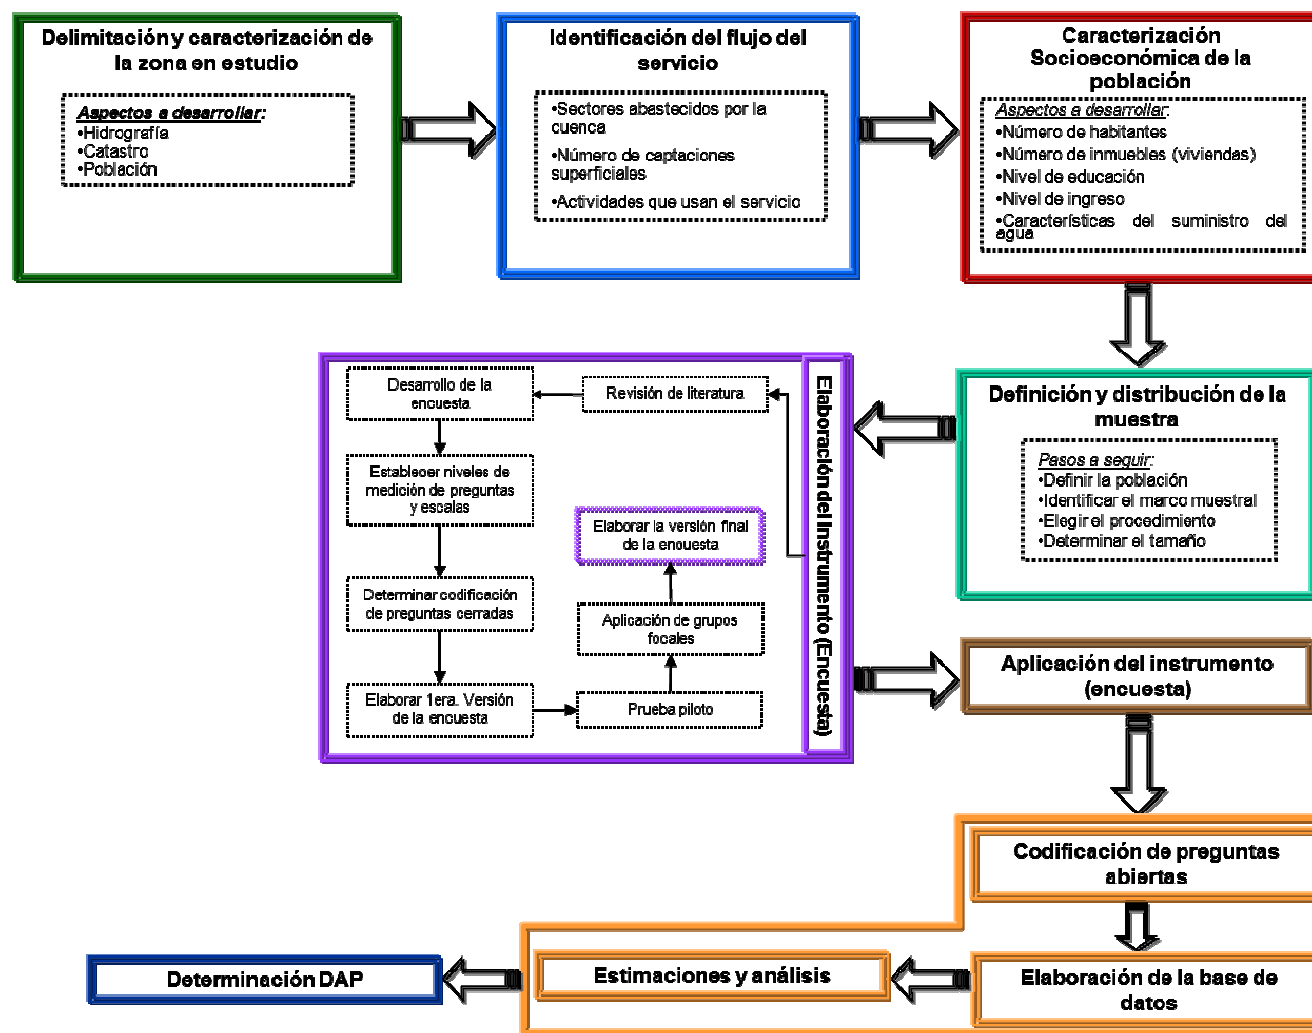 Delimitación y caracterización de
la zona en estudio
Aspectos a desarrollar:
•Hidrografía
•Catastro
•Población
Identificación del flujo del
servicio
•Sectores abastecidos por la
cuenca
•Número de captaciones
superficiales
•Actividades que usan el servicio
Caracterización
Socioeconómica de la
población
Aspectos a desarrollar:
•Número de habitantes
•Número de inmuebles (viviendas)
•Nivel de educación
•Nivel de ingreso
•Características del suministro del
agua
Definición y distribución de la
muestra
Pasos a seguir:
•Definir la población
•Identificar el marco muestral
•Elegir el procedimiento
•Determinar el tamaño
Elaboración del Instrumento (Encuesta)
Revisión de literatura
Desarrollo de la
encuesta
Establecer niveles de
medición de preguntas
y escalas
Determinar codificación
de preguntas cerradas
Elaborar 1era. Versión
de la encuesta
Prueba piloto
Aplicación de grupos
focales
Elaborar la versión final
de la encuesta
Aplicación del instrumento
(encuesta)
Codificación de preguntas
abiertas
Elaboración de la base de
datos
Estimaciones y análisis
Determinación DAP